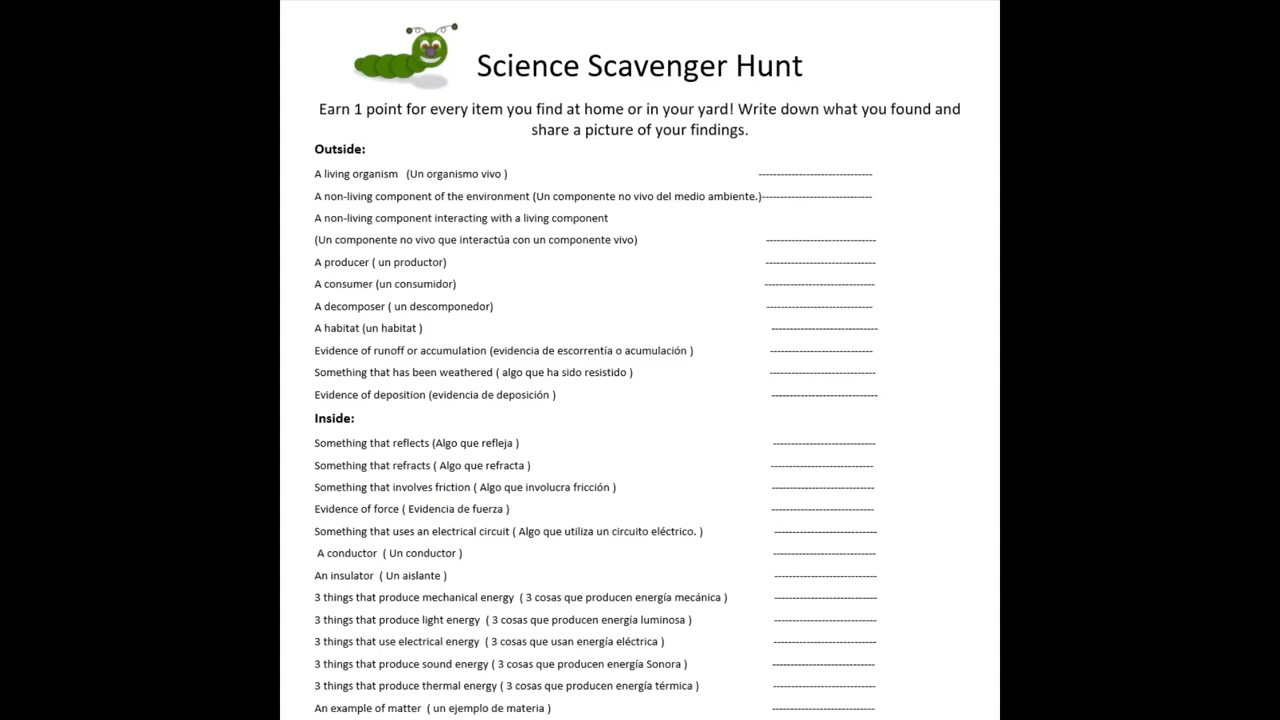 Science Scavenger Hunt
Earn 1 point for every item you find at home or in your yard! Write down what you found and
share a picture of your findings.
Outside:
A living organism (Un organismo vivo ) -------------------------------
A non-living component of the environment (Un componente no vivo del medio ambiente.)------------------------------
A non-living component interacting with a living component
(Un componente no vivo que interactúa con un componente vivo) ------------------------------
A producer ( un productor) ------------------------------
A consumer (un consumidor) ------------------------------
A decomposer ( un descomponedor) -----------------------------
A habitat (un habitat ) -----------------------------
Evidence of runoff or accumulation (evidencia de escorrentía o acumulación ) ----------------------------
Something that has been weathered ( algo que ha sido resistido ) -----------------------------
Evidence of deposition (evidencia de deposición ) -----------------------------
Inside:
Something that reflects (Algo que refleja ) ----------------------------
Something that refracts ( Algo que refracta ) ----------------------------
Something that involves friction ( Algo que involucra fricción ) ----------------------------
Evidence of force ( Evidencia de fuerza ) ----------------------------
Something that uses an electrical circuit ( Algo que utiliza un circuito eléctrico. ) ----------------------------
A conductor ( Un conductor ) ----------------------------
An insulator ( Un aislante ) ----------------------------
3 things that produce mechanical energy ( 3 cosas que producen energía mecánica ) ----------------------------
3 things that produce light energy ( 3 cosas que producen energía luminosa ) ----------------------------
3 things that use electrical energy ( 3 cosas que usan energía eléctrica ) ----------------------------
3 things that produce sound energy ( 3 cosas que producen energía Sonora ) ----------------------------
3 things that produce thermal energy ( 3 cosas que producen energía térmica ) ----------------------------
An example of matter ( un ejemplo de materia ) ----------------------------